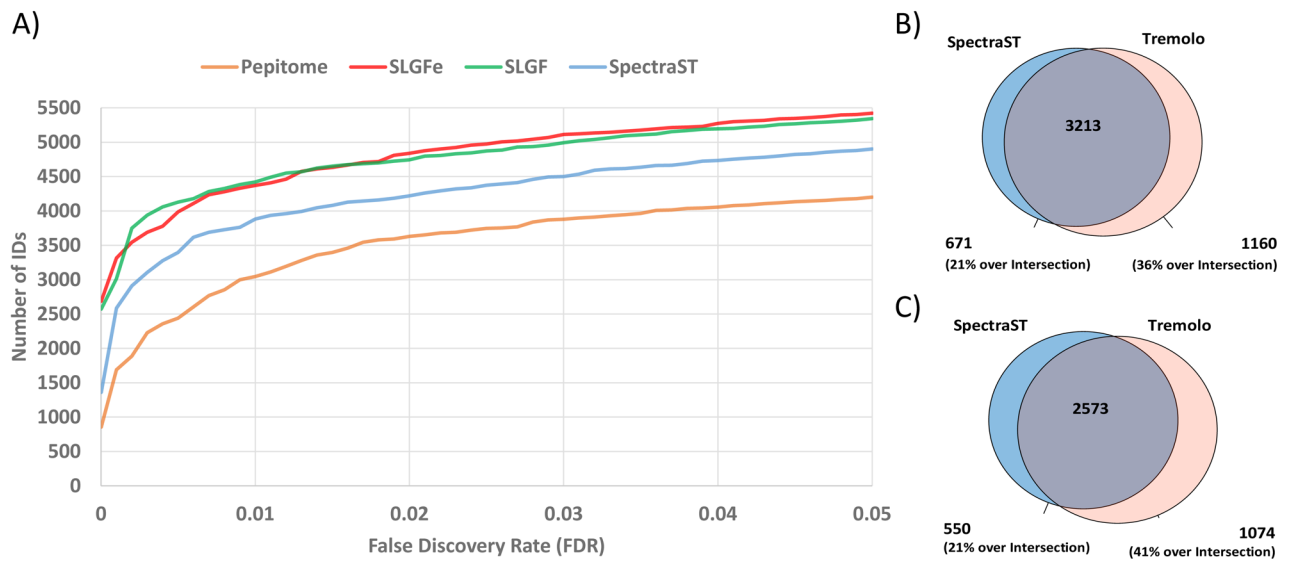 A)
Pepitome SLGFe SLGF SpectraST
5500
5000
4500
4000
3500
3000
2500
2000
1500
1000
500
0
Number of IDs
0 0.01 0.02 0.03 0.04 0.05
False Discovery Rate (FDR)
B)
SpectraST Tremolo
3213
671 1160
(21% over Intersection) (36% over Intersection)
C)
SpectraST Tremolo
2573
550 1074
(21% over Intersection) (41% over Intersection)